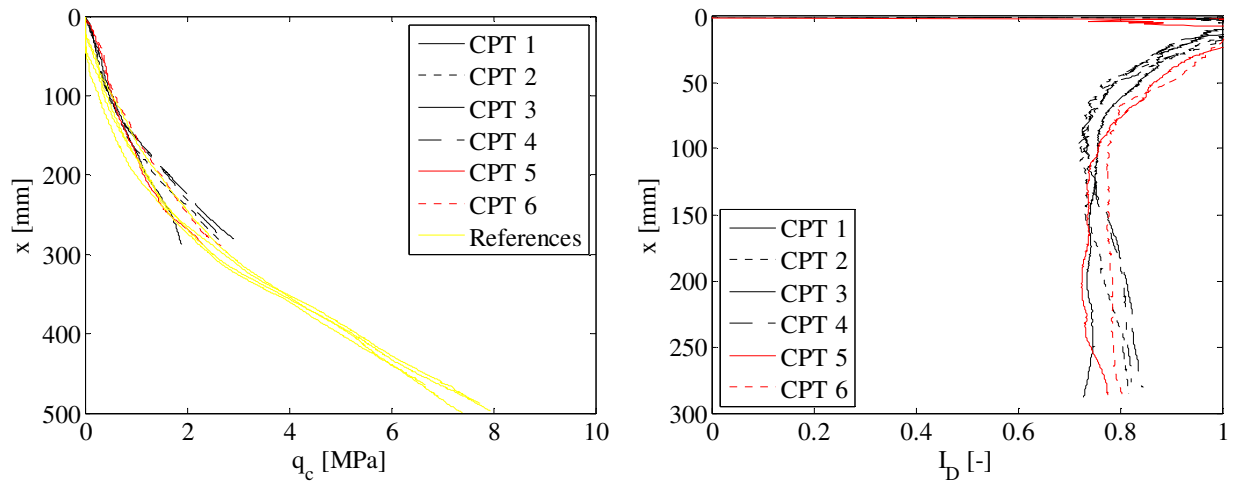 0
100
200
300
400
500
x [mm]
0 2 4 6 8 10
q_c [MPa]
CPT 1
CPT 2
CPT 3
CPT 4
CPT 5
CPT 6
References
0
50
100
150
200
250
300
x [mm]
0 0.2 0.4 0.6 0.8 1
I_D [-]
CPT 1
CPT 2
CPT 3
CPT 4
CPT 5
CPT 6